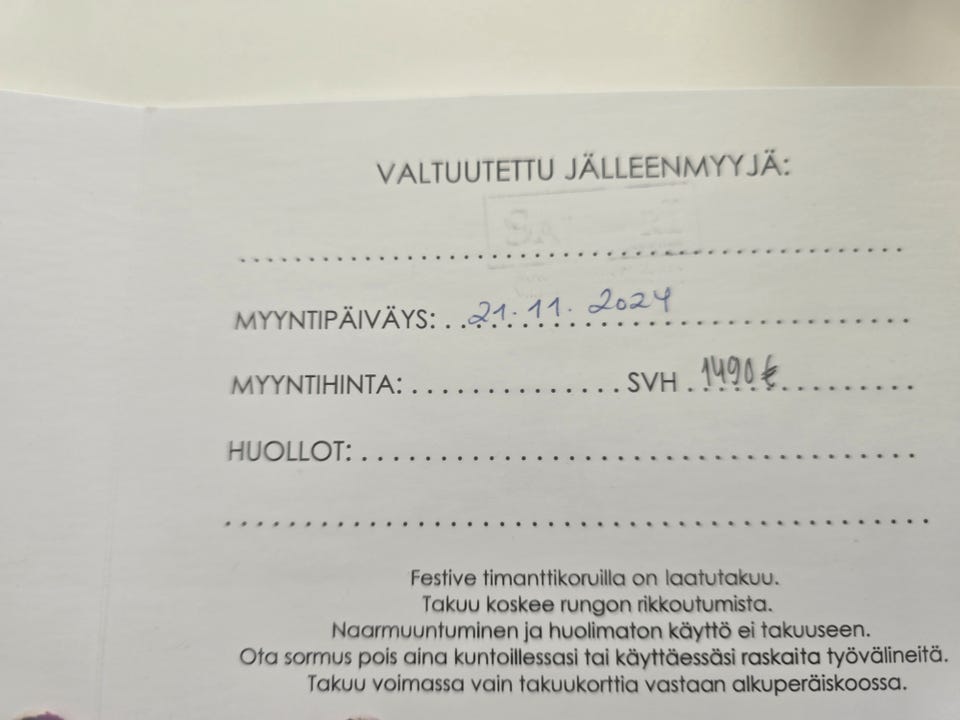 VALTUUTETTU JÄLLEENMYYJÄ:
MYYNTIPÄIVÄYS: 21.11.2024
MYYNTIHINTA: SVH 1490€
HUOLLOT:
Festive timanttikoruilla on laatutakuu.
Takuu koskee rungon rikkoutumista.
Naarmuuntuminen ja huolimaton käyttö ei takuuseen.
Ota sormus pois aina kuntoillessasi tai käyttäessäsi raskaita työvälineitä.
Takuu voimassa vain takuukorttia vastaan alkuperäiskoossa.